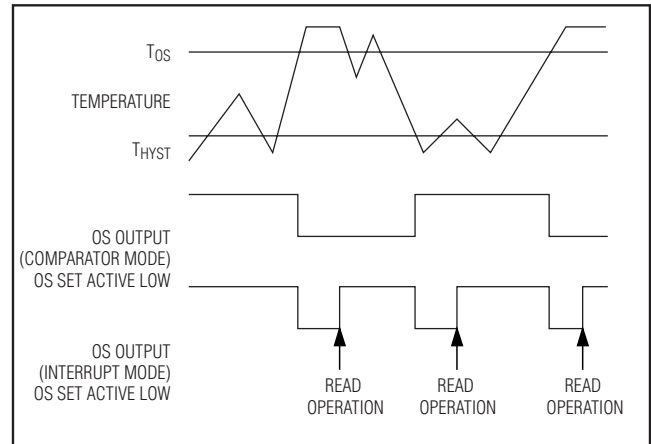 TOS
TEMPERATURE
THYST
OS OUTPUT
(COMPARATOR MODE)
OS SET ACTIVE LOW
OS OUTPUT
(INTERRUPT MODE)
OS SET ACTIVE LOW
READ
OPERATION
READ
OPERATION
READ
OPERATION